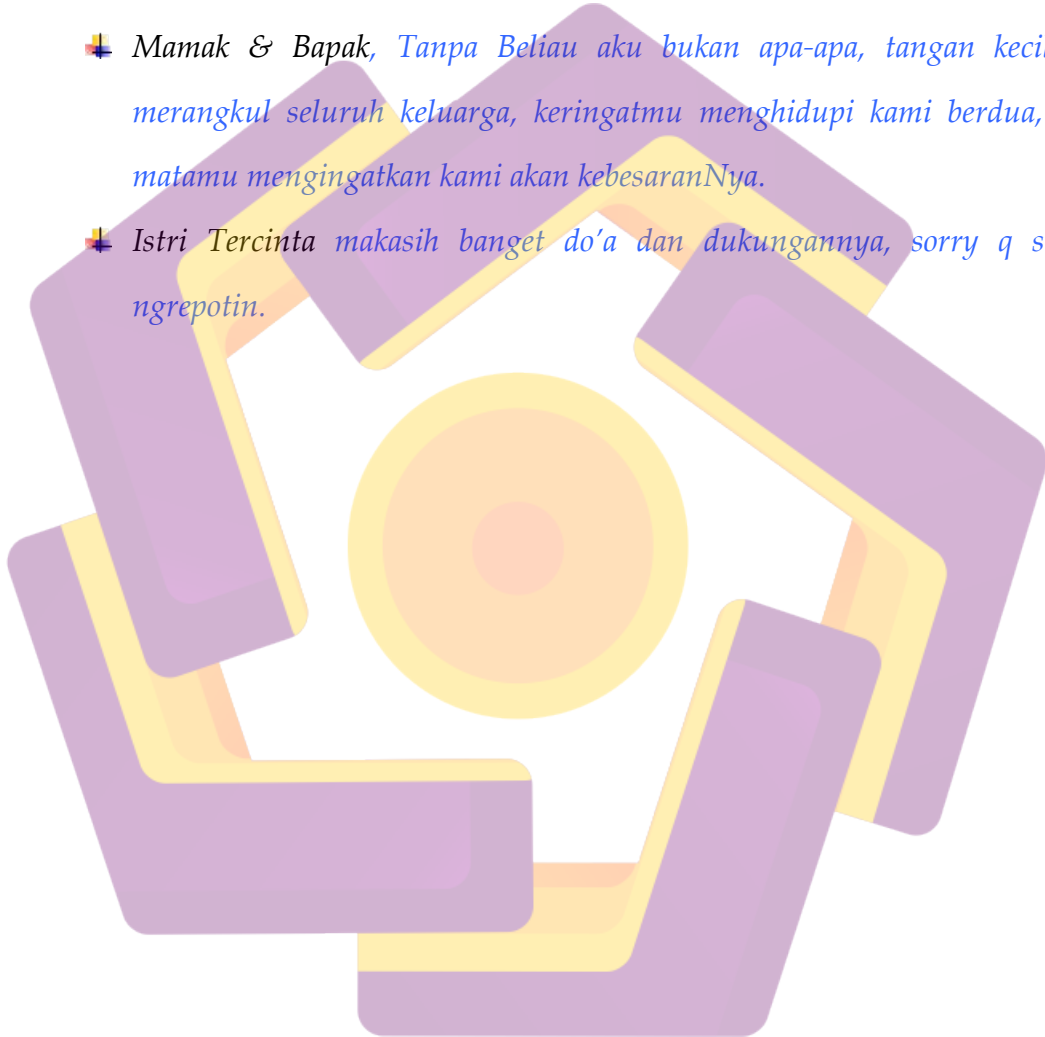 Mamak & Bapak, Tanpa Beliau aku bukan apa-apa, tangan
merangkul seluruh keluarga, keringatmu menghidupi kami berdua,
matamu mengingatkan kami akan kebesaranNya.
Istri Tercinta makasih banget do'a dan dukungannya, sorry q
ngrepotin.